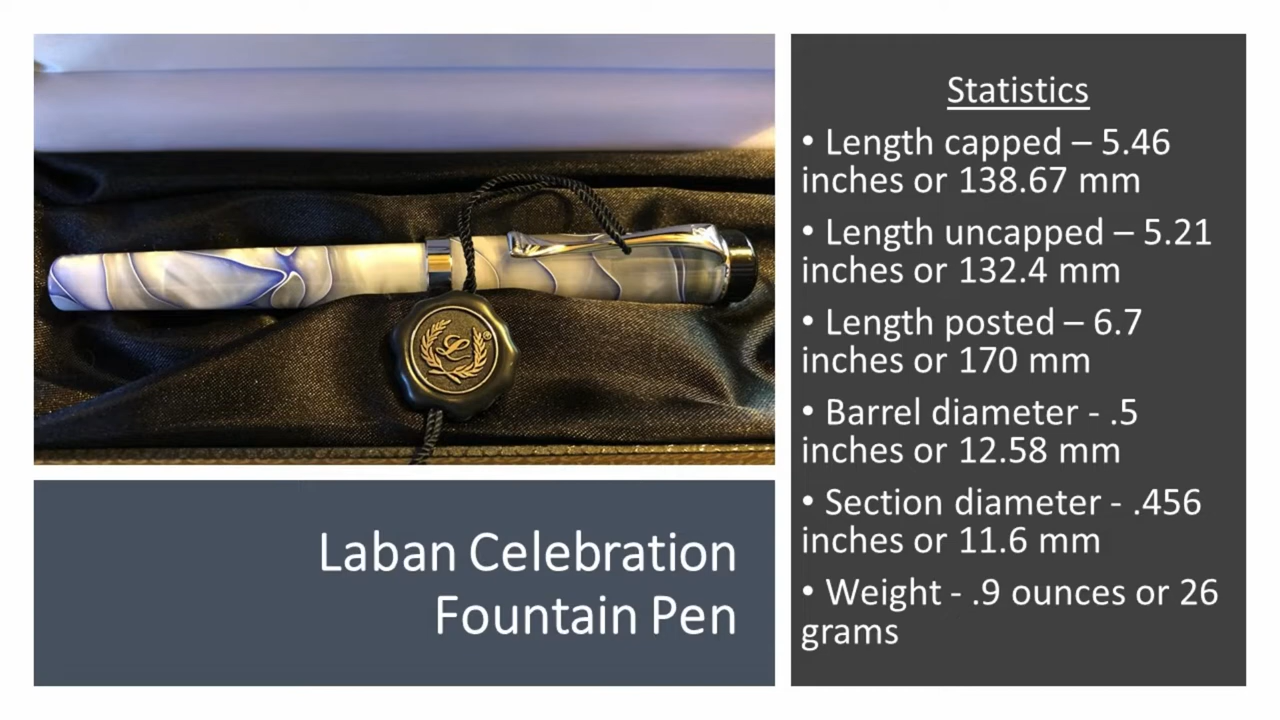 Statistics
• Length capped – 5.46
inches or 138.67 mm
• Length uncapped – 5.21
inches or 132.4 mm
• Length posted – 6.7
inches or 170 mm
• Barrel diameter - .5
inches or 12.58 mm
• Section diameter - .456
inches or 11.6 mm
• Weight - .9 ounces or 26
grams
L
®
Laban Celebration
Fountain Pen